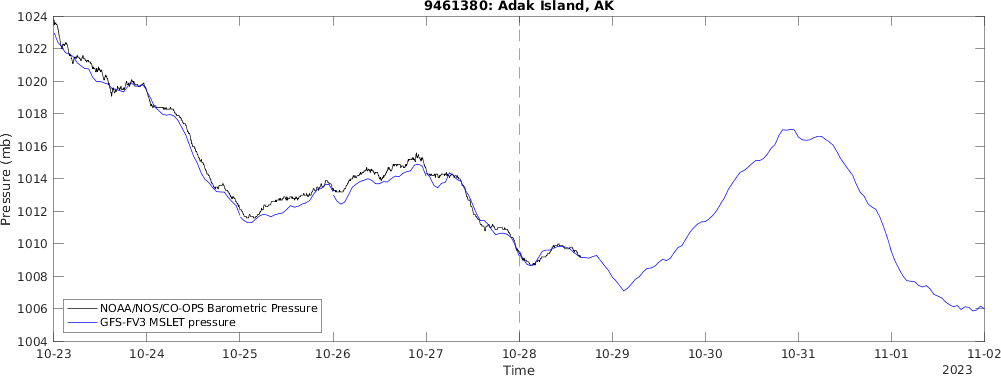 9461380: Adak Island, AK
Pressure (mb)
1024
1022
1020
1018
1016
1014
1012
1010
1008
1006
1004
NOAA/NOS/CO-OPS Barometric Pressure
GFS-FV3 MSLET pressure
10-23 10-24 10-25 10-26 10-27 10-28 10-29 10-30 10-31 11-01 11-02
Time
2023